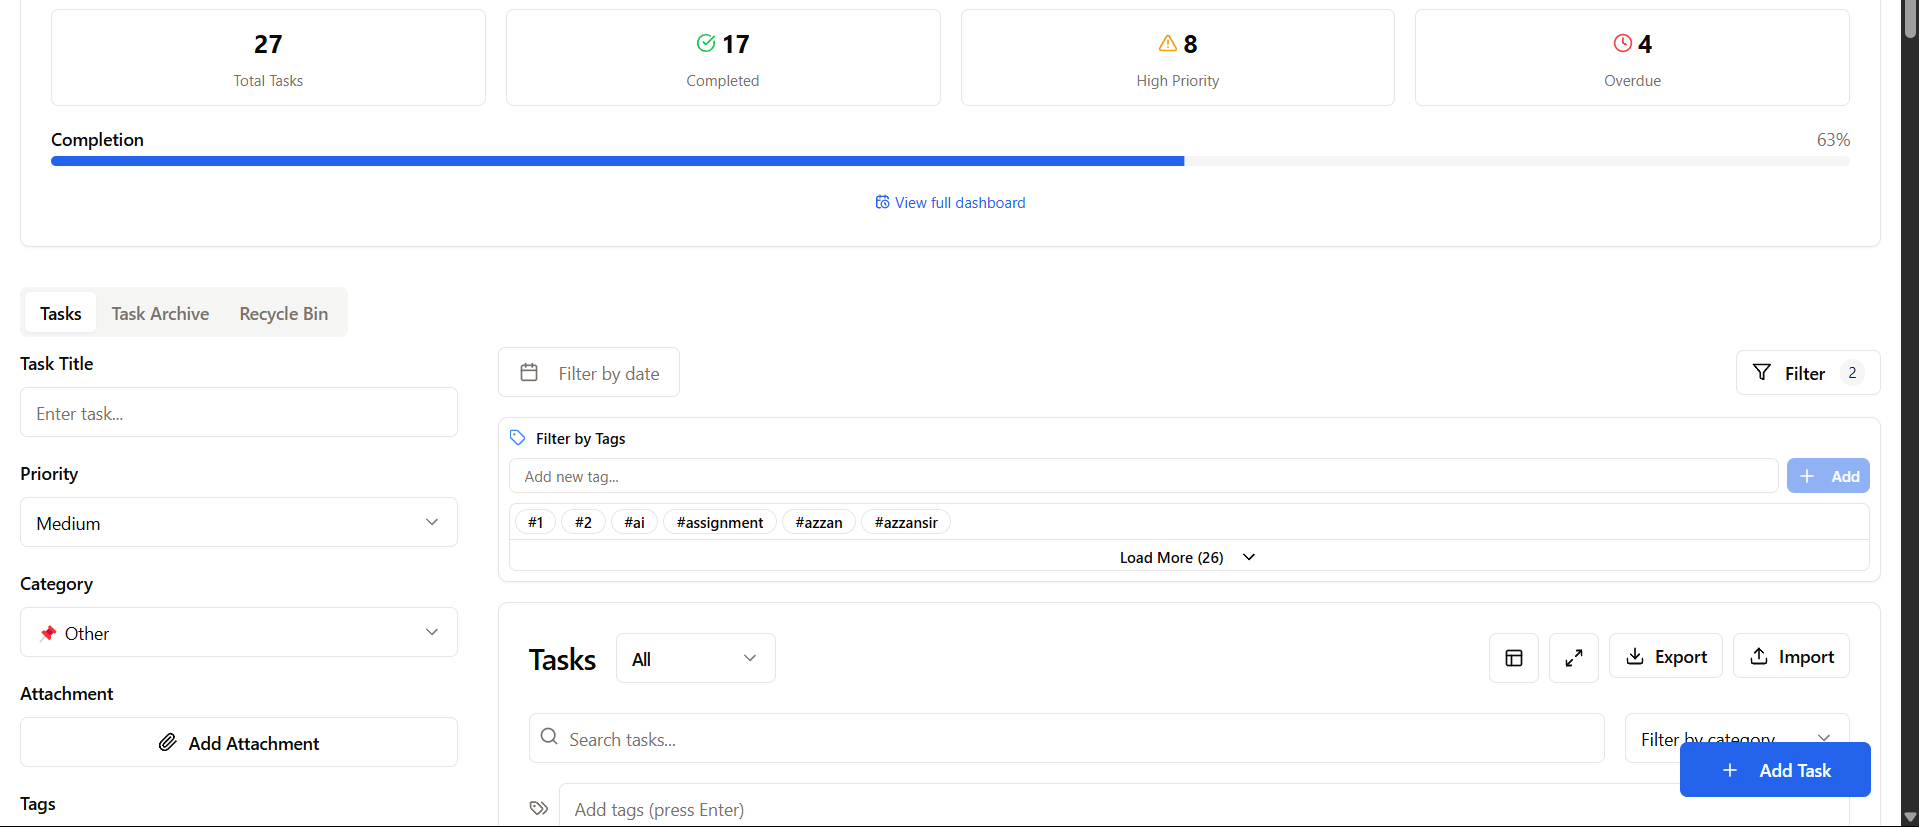 27
Total Tasks
17
Completed
8
High Priority
4
Overdue
Completion
63%
View full dashboard
Tasks
Task Archive
Recycle Bin
Task Title
Enter task...
Priority
Medium
Category
Other
Attachment
Add Attachment
Tags
Filter by date
Filter
2
Filter by Tags
Add new tag...
Add
#1
#2
#ai
#assignment
#azzan
#azzansir
Load More (26)
Tasks
All
Export
Import
Search tasks...
Filter by category
Add Task
Add tags (press Enter)